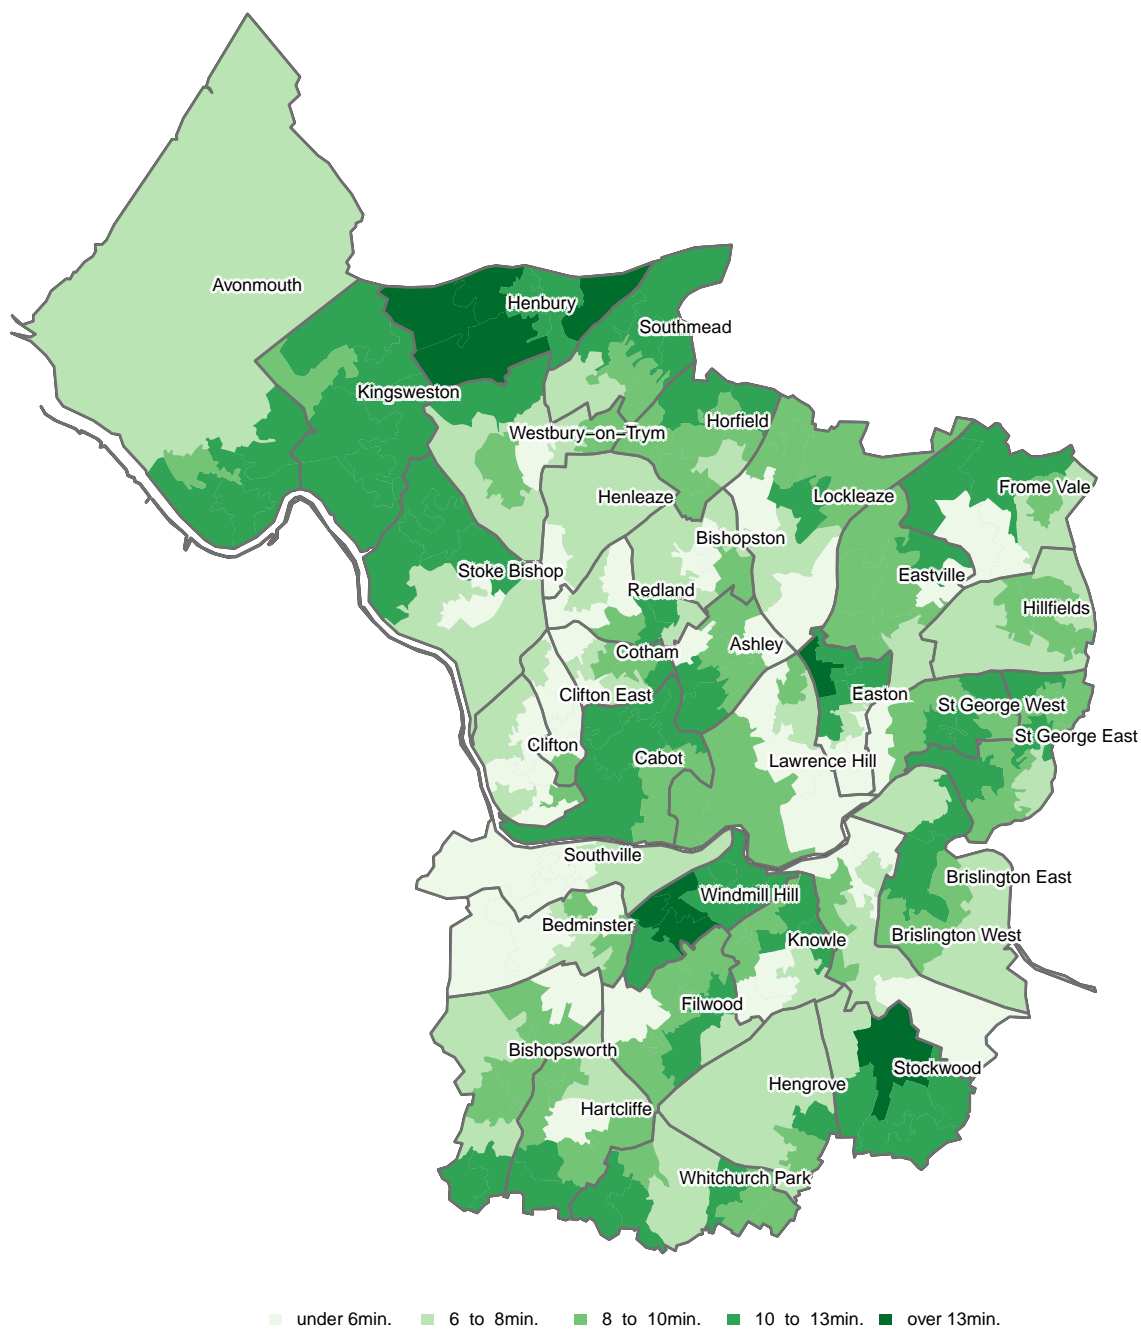 Avonmouth
Henbury
Southmead
Kingsweston
Horfield
Westbury–on–Trym
Frome Vale
Henleaze
Lockleaze
Bishopston
Stoke Bishop
Eastville
Redland
Hillfields
Ashley
Cotham
Clifton East
Easton
St George West
St George East
Clifton
Cabot
Lawrence Hill
Southville
Brislington East
Windmill Hill
Bedminster
Knowle
Brislington West
Filwood
Bishopsworth
Stockwood
Hengrove
Hartcliffe
Whitchurch Park
under 6min. 6 to 8min. 8 to 10min. 10 to 13min. over 13min.